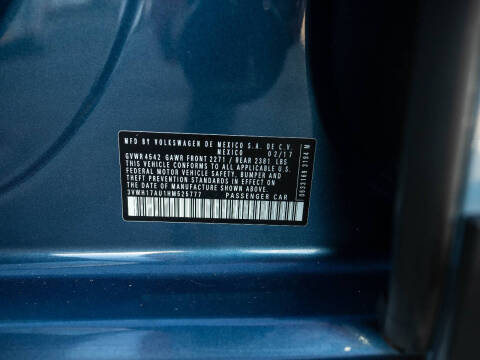 MFD BY VOLKSWAGEN DE MEXICO S.A. DE C.V.
MEXICO 02/17
GVWR4642 GAWR FRONT 2271 / REAR 2381 LBS
THIS VEHICLE CONFORMS TO ALL APPLICABLE U.S.
FEDERAL MOTOR VEHICLE SAFETY, BUMPER AND
THEFT PREVENTION STANDARDS IN EFFECT ON
THE DATE OF MANUFACTURE SHOWN ABOVE.
3VWH17AU1HM525777 PASSENGER CAR